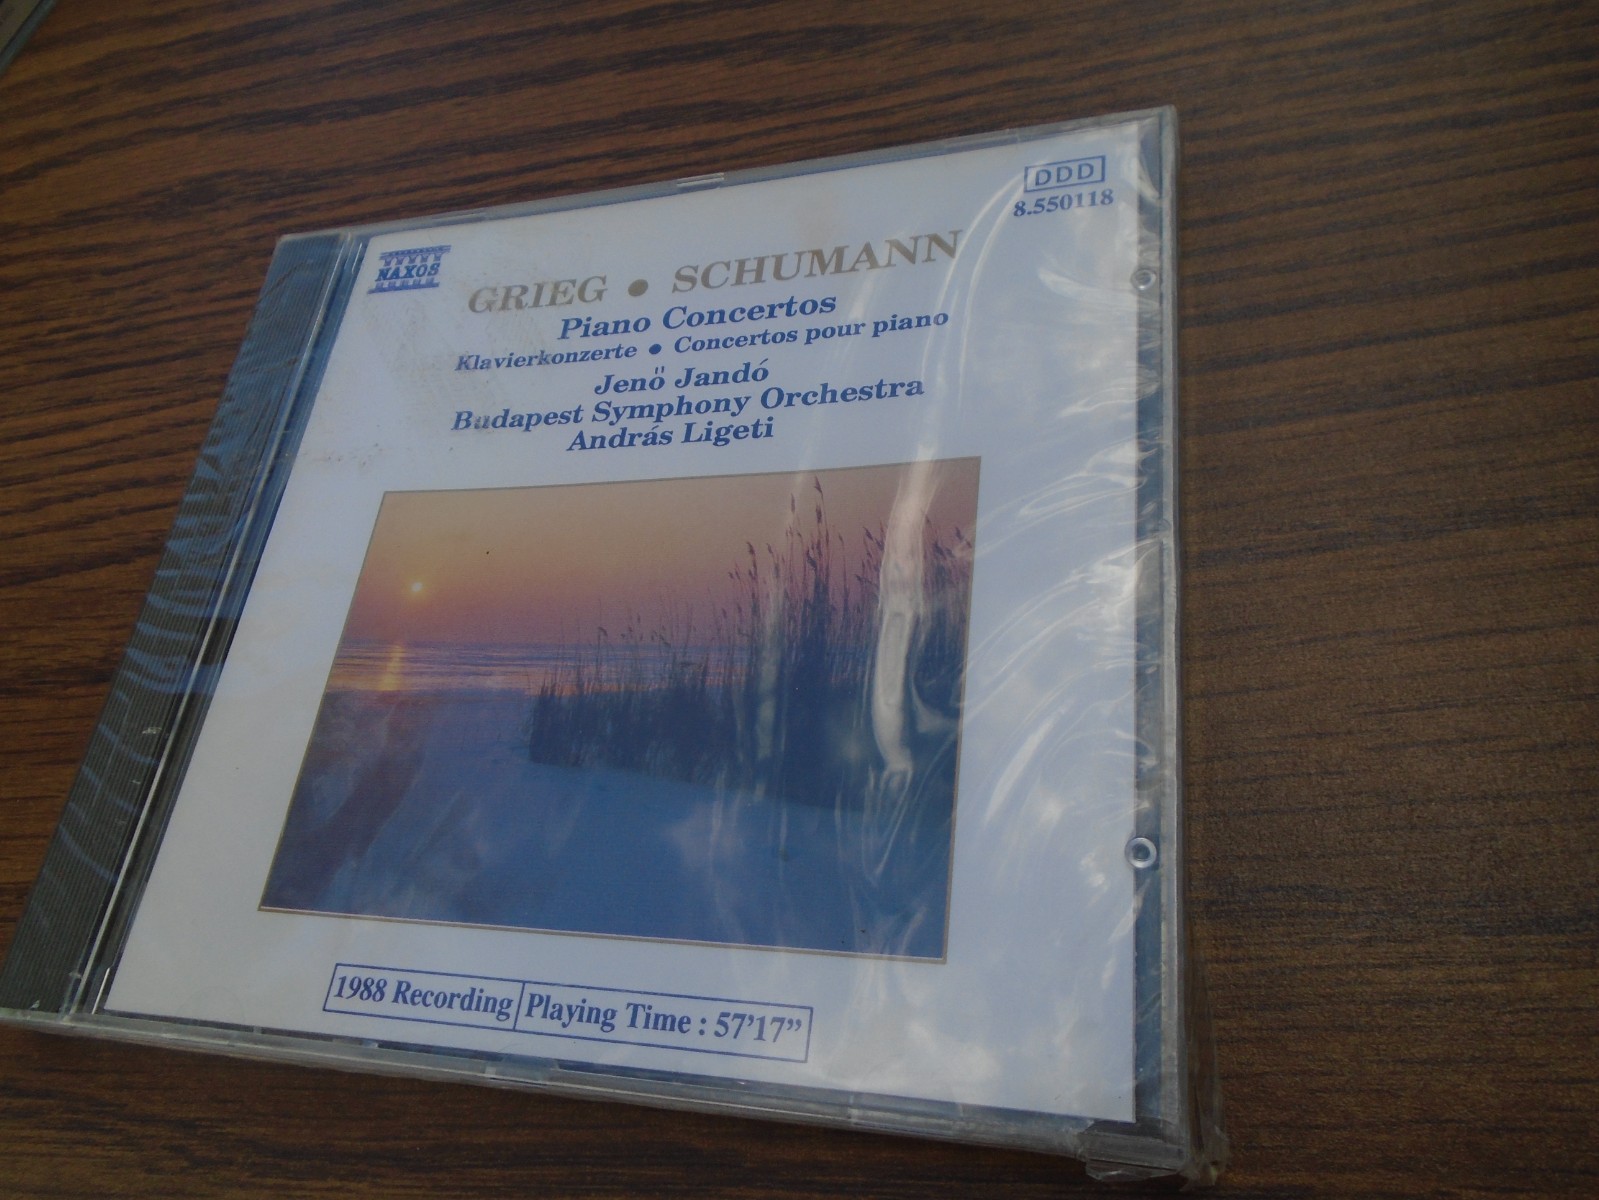 DDD
8.550118
NAXOS
GRIEG • SCHUMANN
Piano Concertos
Klavierkonzerte • Concertos pour piano
Jenö Jandó
Budapest Symphony Orchestra
András Ligeti
1988 Recording Playing Time : 57'17"